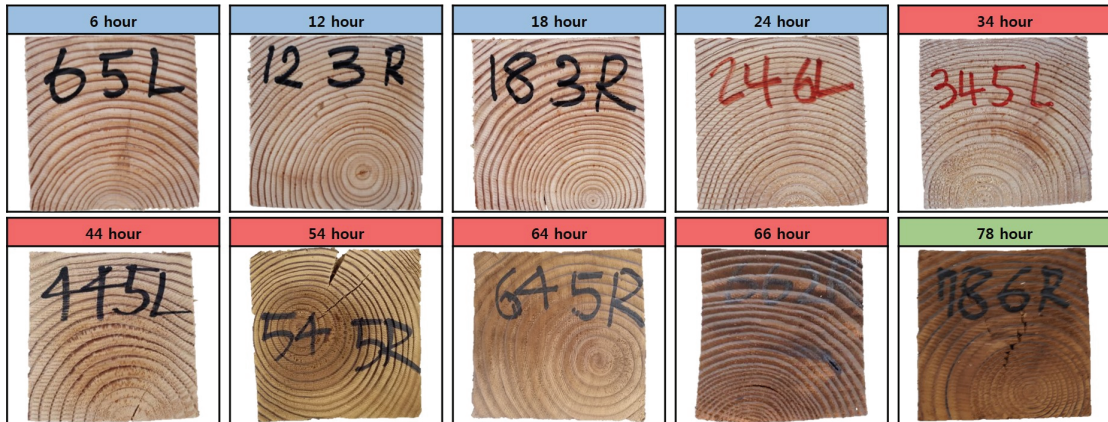 6 hour
12 hour
18 hour
24 hour
34 hour
65L
12 3R
18 3R
24 6L
345L
44 hour
54 hour
64 hour
66 hour
78 hour
445L
54 5R
64 5R
662R
786R